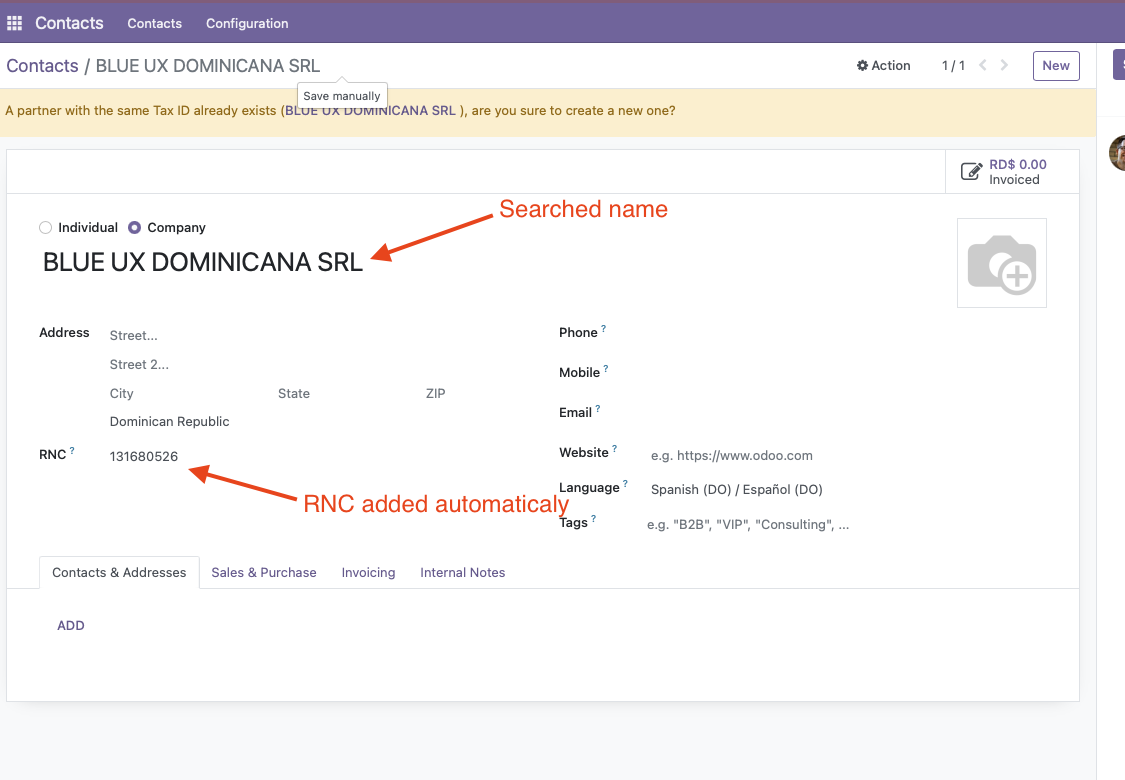 Contacts Contacts Configuration
Contacts / BLUE UX DOMINICANA SRL Action 1 / 1 New
Save manually
A partner with the same Tax ID already exists (BLUE UX DOMINICANA SRL ), are you sure to create a new one?
RD$ 0.00
Invoiced
Searched name
Individual Company
BLUE UX DOMINICANA SRL
Address Street... Phone ?
Street 2...
Mobile ?
City State ZIP
Email ?
Dominican Republic
RNC ? 131680526 Website ? e.g. https://www.odoo.com
Language ? Spanish (DO) / Español (DO)
RNC added automaticaly
Tags ? e.g. "B2B", "VIP", "Consulting", ...
Contacts & Addresses Sales & Purchase Invoicing Internal Notes
ADD